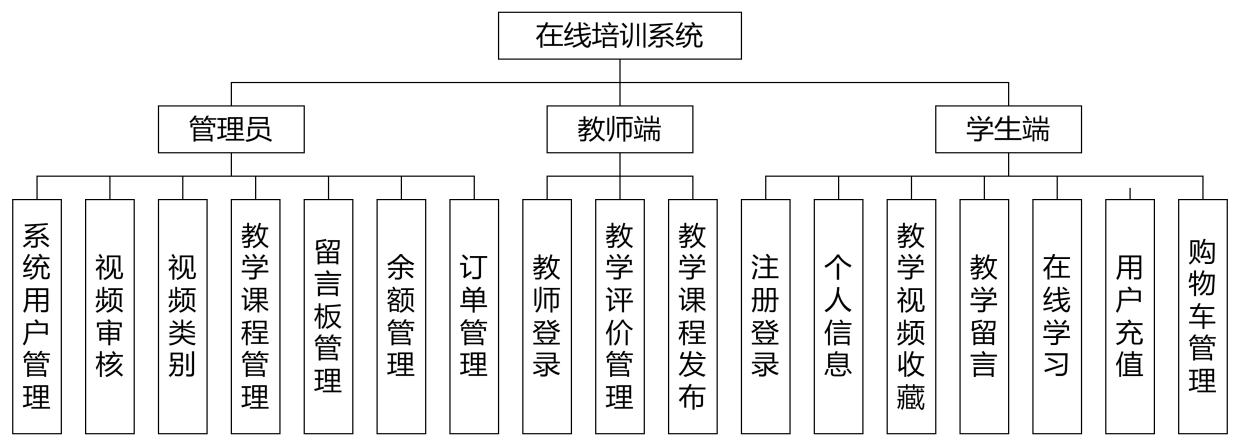 在线培训系统
管理员
教师端
学生端
系统用户管理
视频审核
视频类别
教学课程管理
留言板管理
余额管理
订单管理
教师登录
教学评价管理
教学课程发布
注册登录
个人信息
教学视频收藏
教学留言
在线学习
用户充值
购物车管理